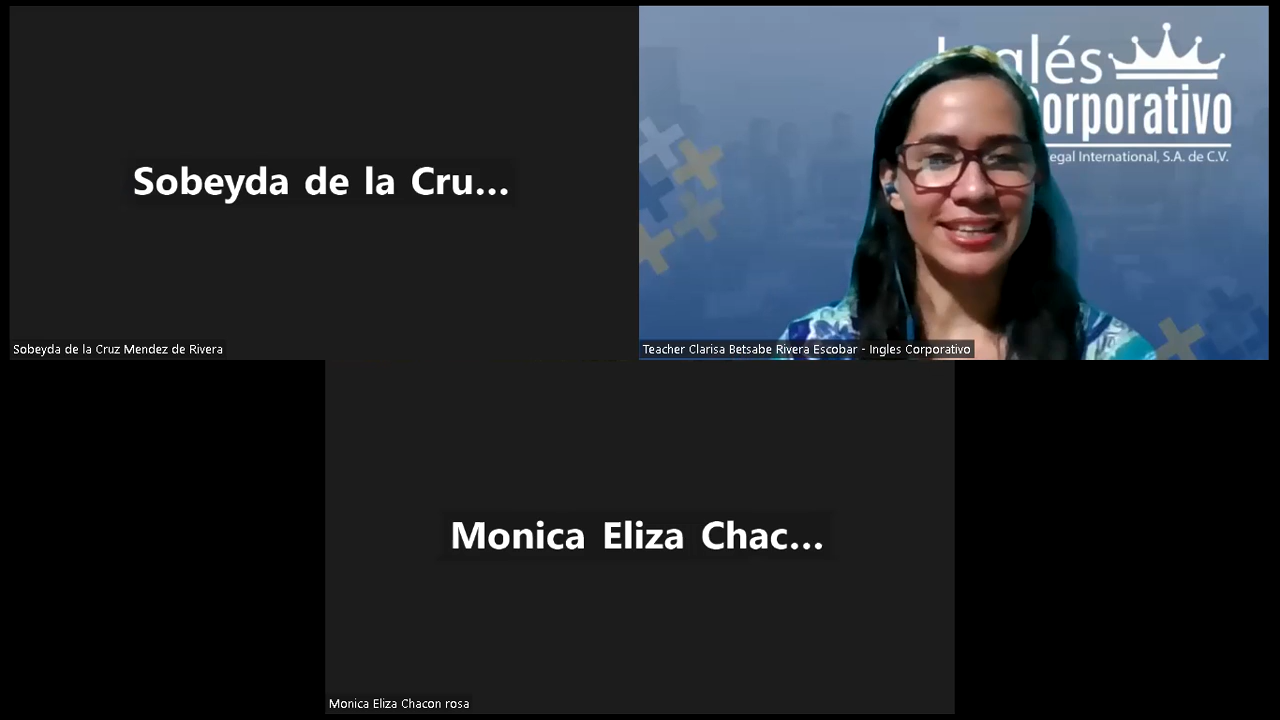 Sobeyda de la Cru...
Sobeyda de la Cruz Mendez de Rivera
Inglés
Corporativo
egal International, S.A. de C.V.
Teacher Clarisa Betsabe Rivera Escobar - Ingles Corporativo
Monica Eliza Chac...
Monica Eliza Chacon rosa